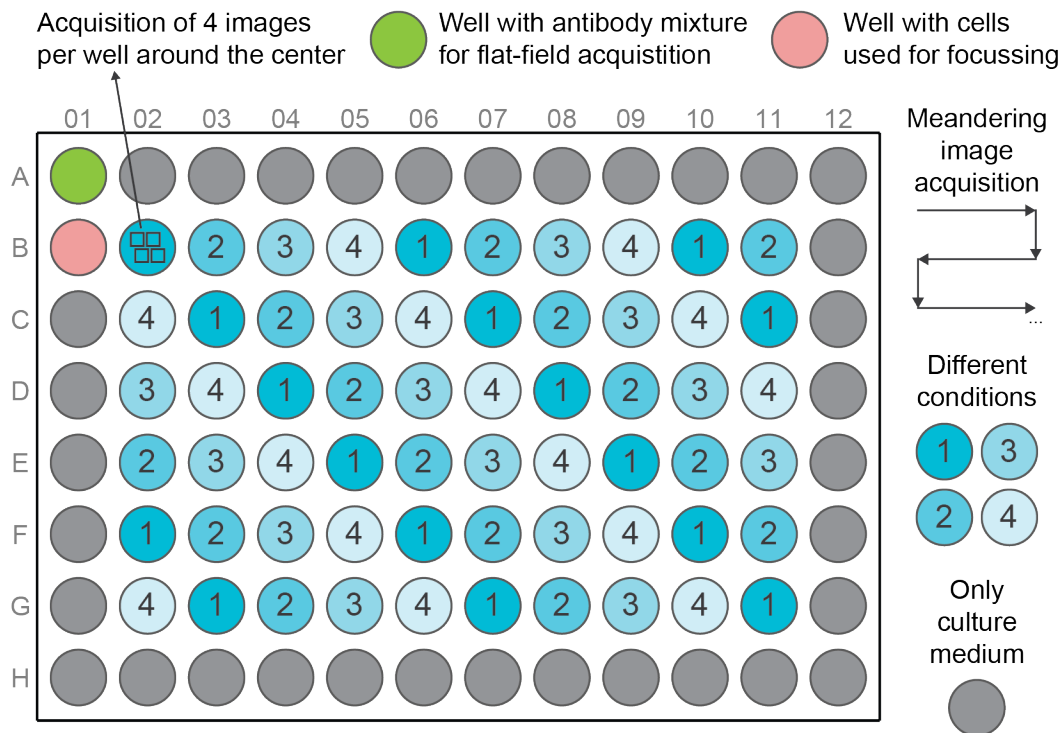 Acquisition of 4 images
per well around the center
Well with antibody mixture
for flat-field acquistition
Well with cells
used for focussing
01 02 03 04 05 06 07 08 09 10 11 12
A
B 2 3 4 1 2 3 4 1 2
C 4 1 2 3 4 1 2 3 4 1
D 3 4 1 2 3 4 1 2 3 4
E 2 3 4 1 2 3 4 1 2 3
F 1 2 3 4 1 2 3 4 1 2
G 4 1 2 3 4 1 2 3 4 1
H
Meandering
image
acquisition
...
Different
conditions
1 3
2 4
Only
culture
medium